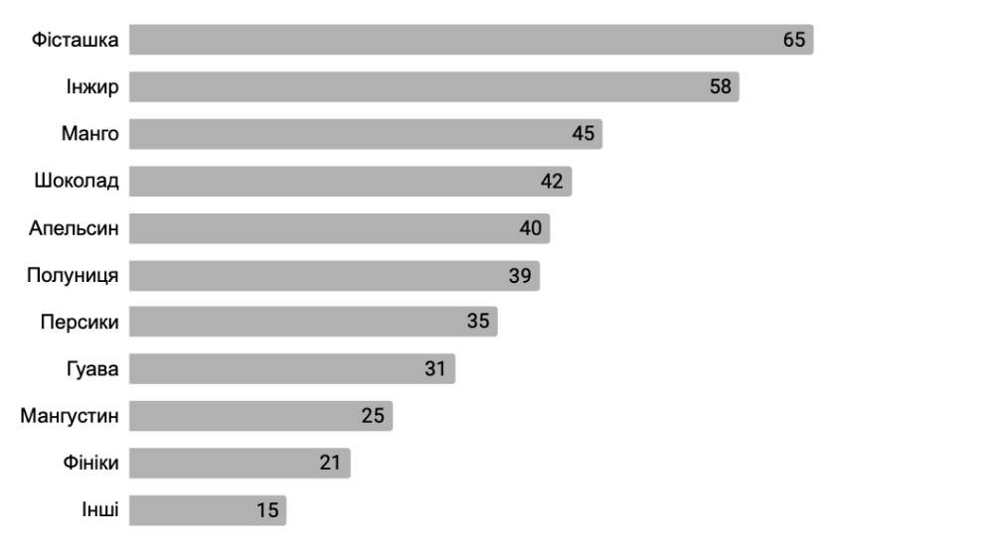 Фісташка 65
Інжир 58
Манго 45
Шоколад 42
Апельсин 40
Полуниця 39
Персики 35
Гуава 31
Мангустин 25
Фініки 21
Інші 15